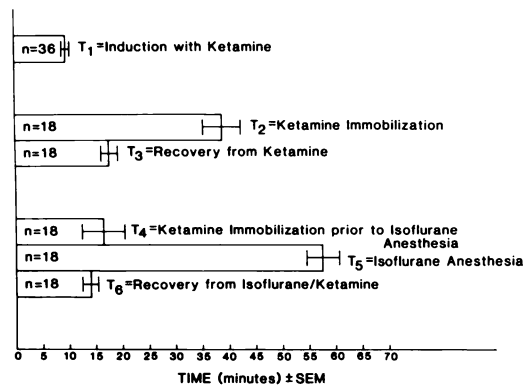 n=36 T1=Induction with Ketamine
n=18 T2=Ketamine Immobilization
n=18 T3=Recovery from Ketamine
n=18 T4=Ketamine Immobilization prior to Isoflurane
Anesthesia
n=18 T5=Isoflurane Anesthesia
n=18 T6=Recovery from Isoflurane/Ketamine
0 5 10 15 20 25 30 35 40 45 50 55 60 65 70
TIME (minutes) ±SEM